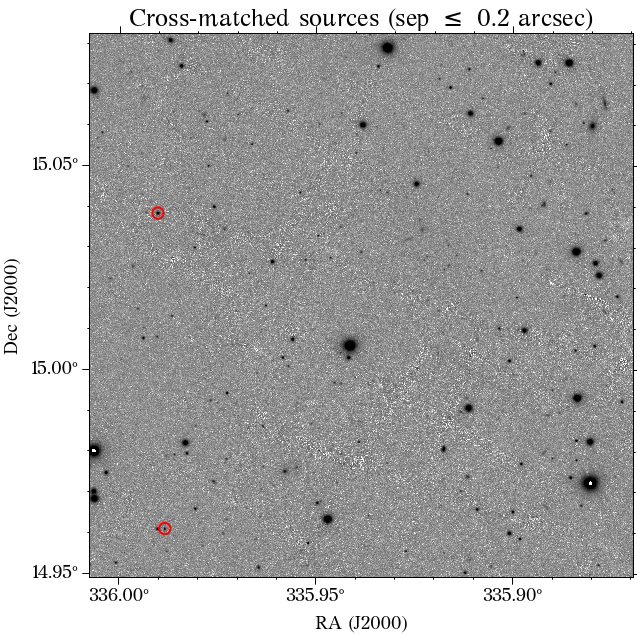 Cross-matched sources (sep ≤ 0.2 arcsec)
15.05°
15.00°
14.95°
Dec (J2000)
336.00° 335.95° 335.90°
RA (J2000)